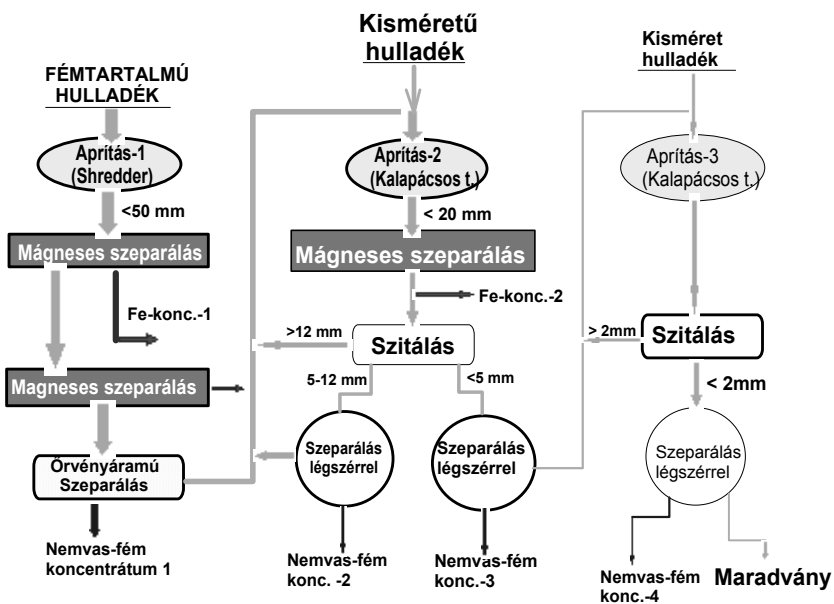 FÉMTARTALMÚ
HULLADÉK
Aprítás-1
(Shredder)
<50 mm
Mágneses szeparálás
Fe-konc.-1
Magneses szeparálás
Örvényáramú
Szeparálás
Nemvas-fém
koncentrátum 1
Kisméretű
hulladék
Aprítás-2
(Kalapácsos t.)
< 20 mm
Mágneses szeparálás
Fe-konc.-2
>12 mm
Szitálás
5-12 mm
<5 mm
Szeparálás
légszérrel
Szeparálás
légszérrel
Nemvas-fém
konc. -2
Nemvas-fém
konc.-3
Kisméret
hulladék
Aprítás-3
(Kalapácsos t.)
> 2mm
Szitálás
< 2mm
Szeparálás
légszérrel
Nemvas-fém
konc.-4
Maradvány